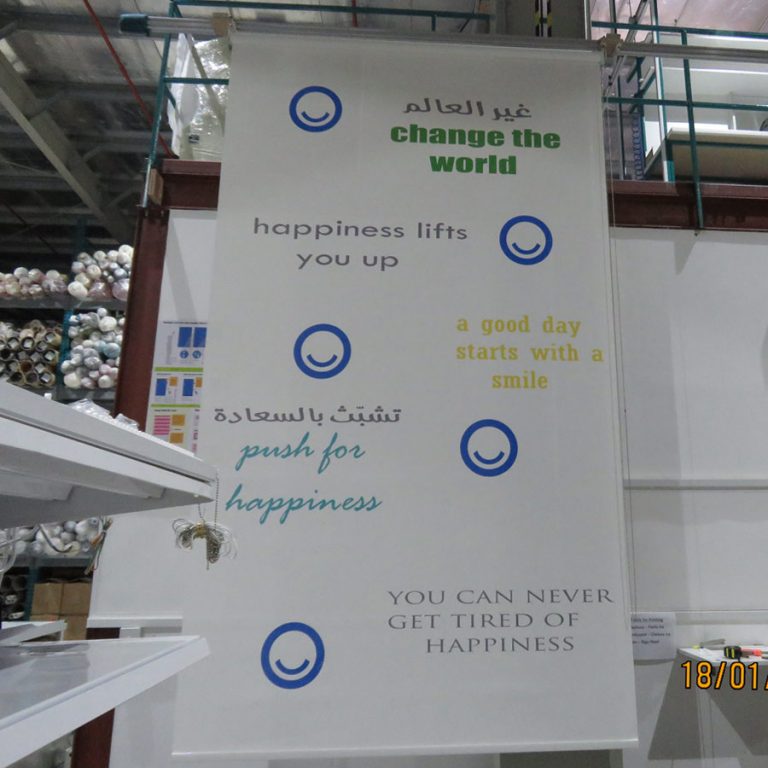 غير العالم
change the
world
happiness lifts
you up
a good day
starts with a
smile
تشبّث بالسعادة
push for
happiness
YOU CAN NEVER
GET TIRED OF
HAPPINESS
18/01/